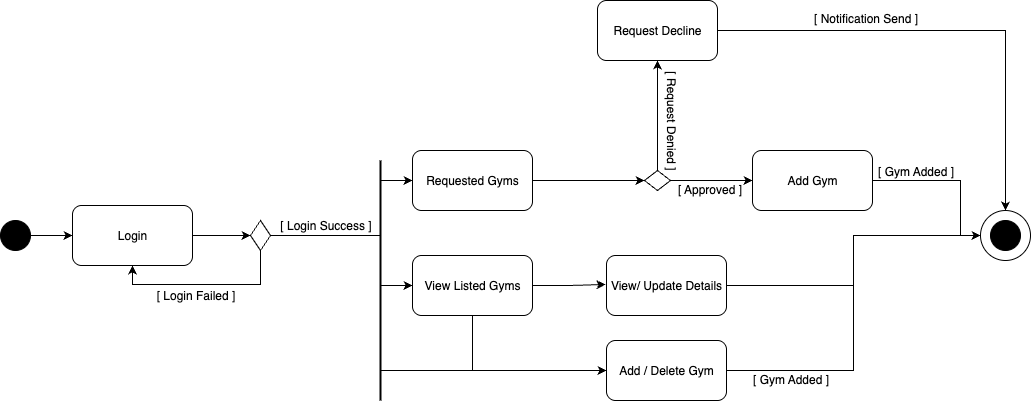 Request Decline
[ Notification Send ]
[ Request Denied ]
Requested Gyms
[ Approved ]
Add Gym
[ Gym Added ]
Login
[ Login Success ]
[ Login Failed ]
View Listed Gyms
View/ Update Details
Add / Delete Gym
[ Gym Added ]